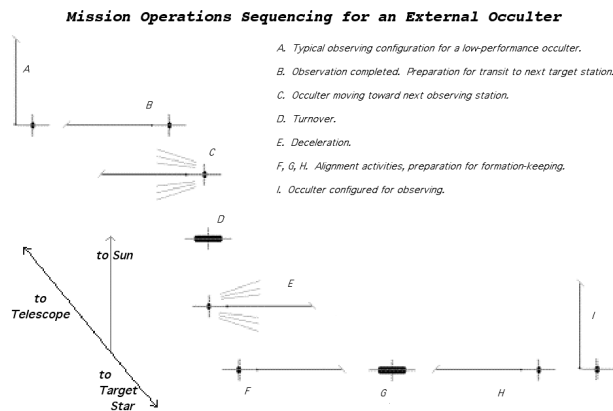 Mission Operations Sequencing for an External Occulter
A. Typical observing configuration for a low-performance occulter.
B. Observation completed. Preparation for transit to next target station.
C. Occulter moving toward next observing station.
D. Turnover.
E. Deceleration.
F, G, H. Alignment activities, preparation for formation-keeping.
I. Occulter configured for observing.
A
B
C
D
to Sun
to
Telescope
E
I
to
Target
Star
F
G
H